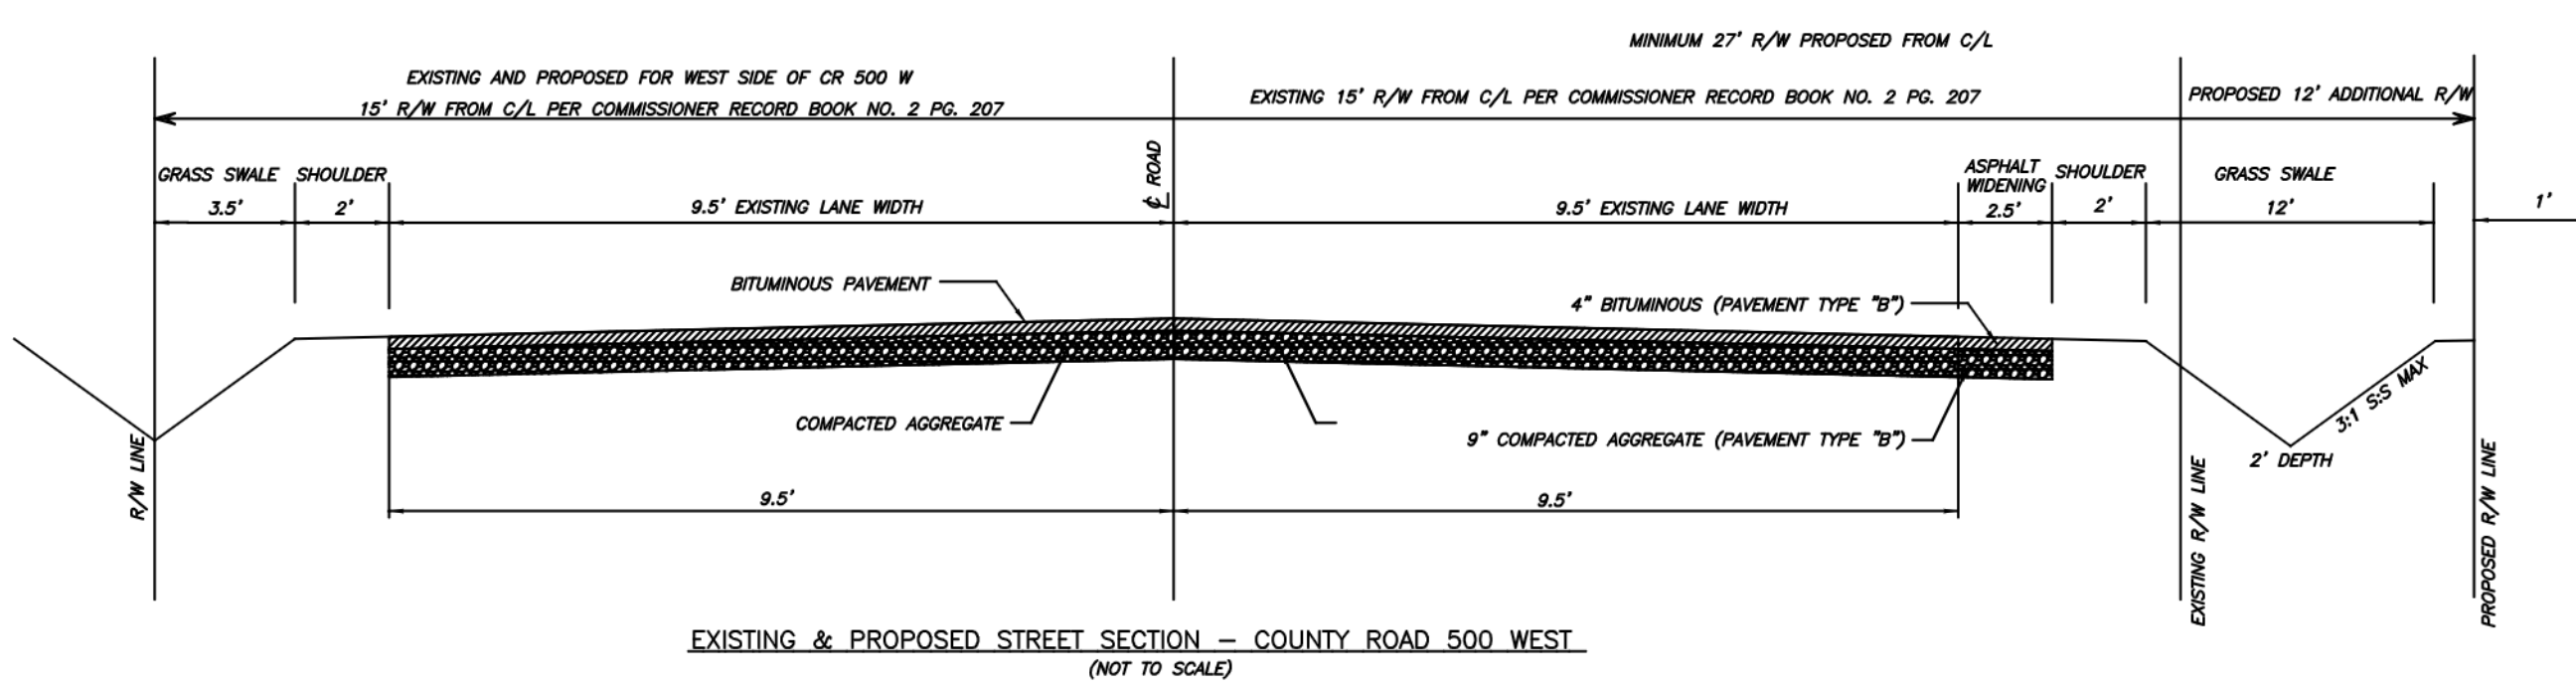 MINIMUM 27' R/W PROPOSED FROM C/L
EXISTING AND PROPOSED FOR WEST SIDE OF CR 500 W
15' R/W FROM C/L PER COMMISSIONER RECORD BOOK NO. 2 PG. 207
EXISTING 15' R/W FROM C/L PER COMMISSIONER RECORD BOOK NO. 2 PG. 207
PROPOSED 12' ADDITIONAL R/W
GRASS SWALE
3.5'
SHOULDER
2'
9.5' EXISTING LANE WIDTH
℄ ROAD
9.5' EXISTING LANE WIDTH
ASPHALT
WIDENING
2.5'
SHOULDER
2'
GRASS SWALE
12'
1'
BITUMINOUS PAVEMENT
4" BITUMINOUS (PAVEMENT TYPE "B")
COMPACTED AGGREGATE
9" COMPACTED AGGREGATE (PAVEMENT TYPE "B")
3:1 S:S MAX
2' DEPTH
R/W LINE
9.5'
9.5'
EXISTING R/W LINE
PROPOSED R/W LINE
EXISTING & PROPOSED STREET SECTION – COUNTY ROAD 500 WEST
(NOT TO SCALE)